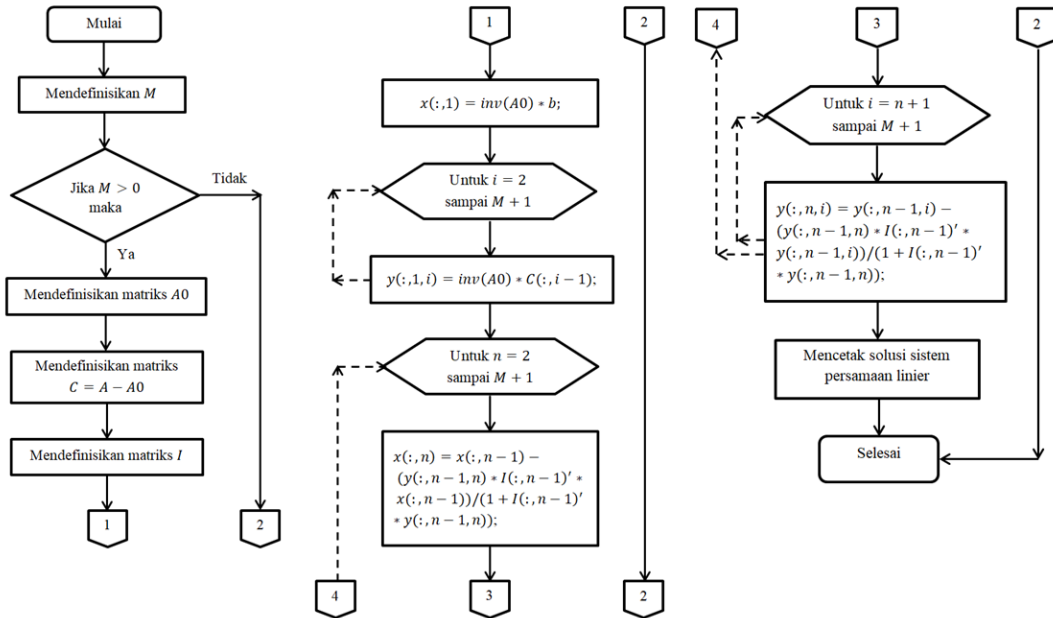 Mulai
Mendefinisikan M
Jika M > 0
maka
Tidak
Ya
Mendefinisikan matriks A0
Mendefinisikan matriks
C = A − A0
Mendefinisikan matriks I
1
2
1
2
x(:,1) = inv(A0) * b;
Untuk i = 2
sampai M + 1
y(:,1,i) = inv(A0) * C(:,i − 1);
Untuk n = 2
sampai M + 1
x(:,n) = x(:,n − 1) −
(y(:,n − 1,n) * I(:,n − 1)′ *
x(:,n − 1))/(1 + I(:,n − 1)′
* y(:,n − 1,n));
4
3
2
4
3
2
Untuk i = n + 1
sampai M + 1
y(:,n,i) = y(:,n − 1,i) −
(y(:,n − 1,n) * I(:,n − 1)′ *
y(:,n − 1,i))/(1 + I(:,n − 1)′
* y(:,n − 1,n));
Mencetak solusi sistem
persamaan linier
Selesai